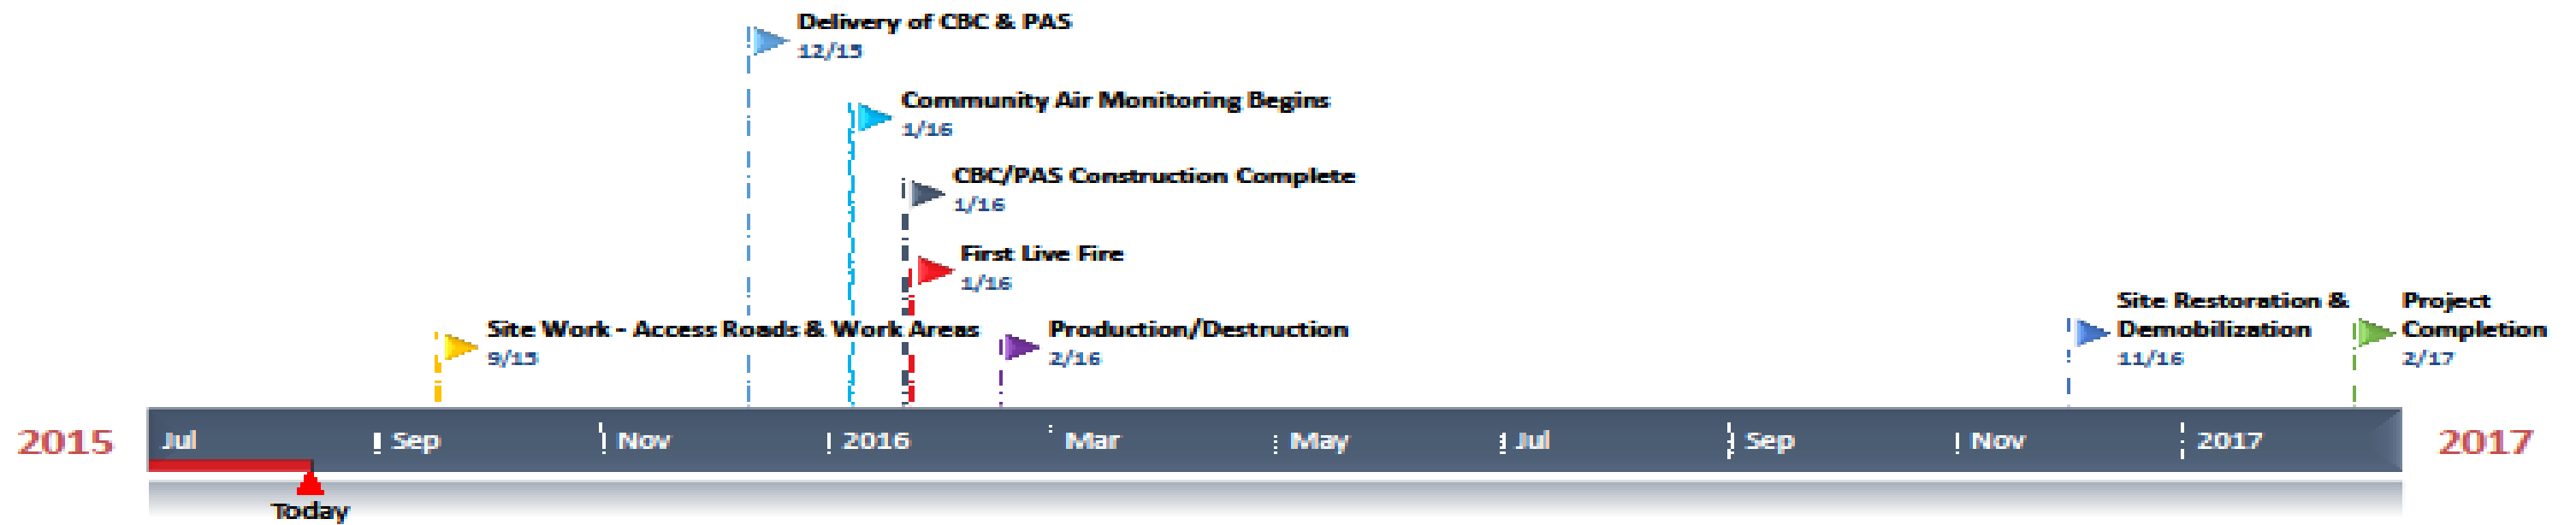 Delivery of CBC & PAS
12/15
Community Air Monitoring Begins
1/16
CBC/PAS Construction Complete
1/16
First Live Fire
1/16
Site Work - Access Roads & Work Areas
9/15
Production/Destruction
2/16
Site Restoration &
Demobilization
11/16
Project
Completion
2/17
2015 Jul Sep Nov 2016 Mar May Jul Sep Nov 2017 2017
Today